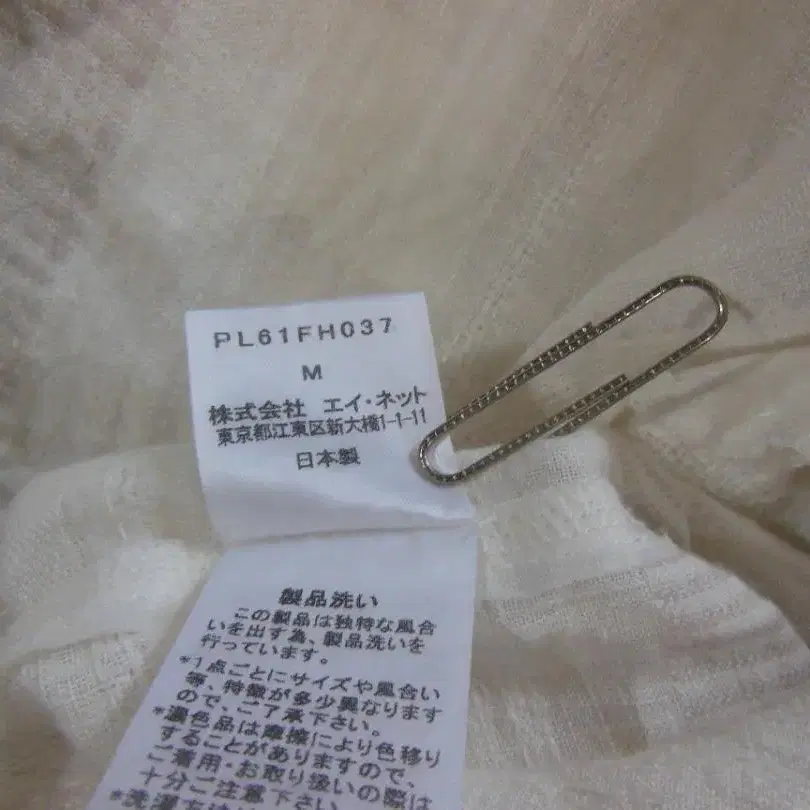 PL61FH037
M
株式会社 エイ・ネット
東京都江東区新大橋1-1-11
日本製
製品洗い
この製品は独特な風合
いを出す為、製品洗いを
行っています。
*1点ごとにサイズや風合い
等、特徴が多少異なります
ので、ご了承下さい。
*濃色品は摩擦により色移り
することがありますので、
ご着用・お取り扱いの際は
十分ご注意下さい。